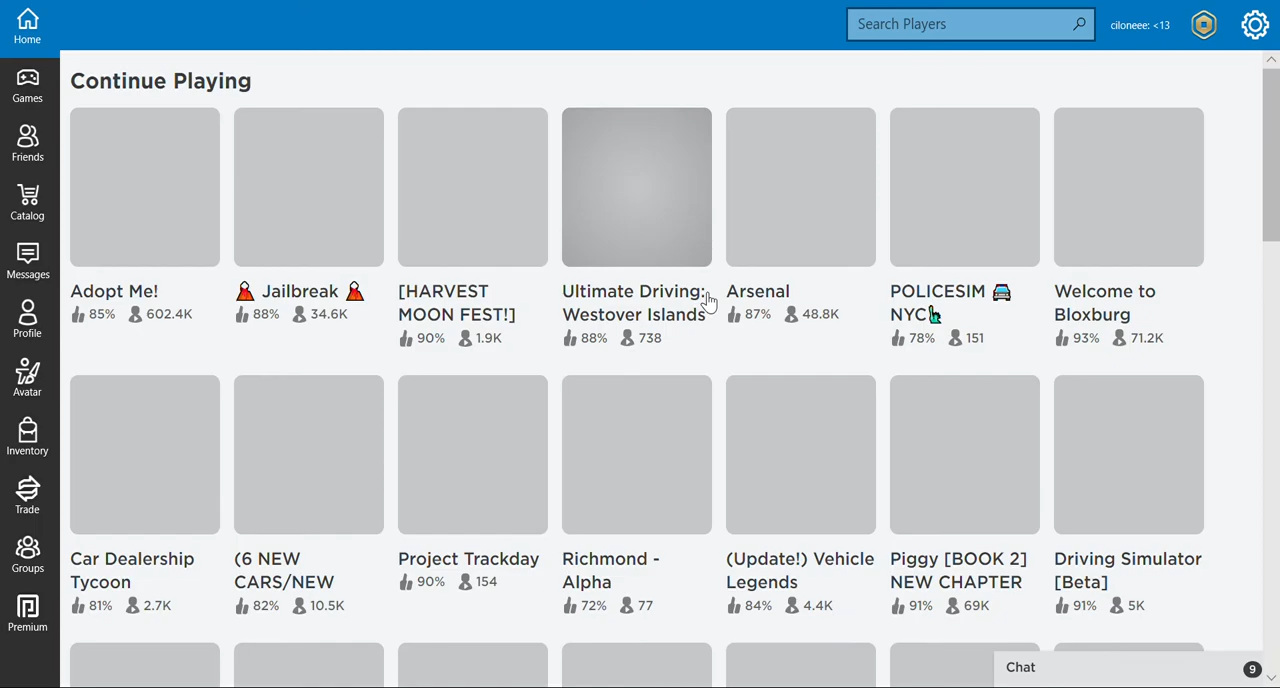 Home
Search Players
ciloneee: <13
Games
Friends
Catalog
Messages
Profile
Avatar
Inventory
Trade
Groups
Premium
Continue Playing
Adopt Me!
85% 602.4K
🌋 Jailbreak 🌋
88% 34.6K
[HARVEST
MOON FEST!]
90% 1.9K
Ultimate Driving:
Westover Islands
88% 738
Arsenal
87% 48.8K
POLICESIM 🚔
NYC🗽
78% 151
Welcome to
Bloxburg
93% 71.2K
Car Dealership
Tycoon
81% 2.7K
(6 NEW
CARS/NEW
82% 10.5K
Project Trackday
90% 154
Richmond -
Alpha
72% 77
(Update!) Vehicle
Legends
84% 4.4K
Piggy [BOOK 2]
NEW CHAPTER
91% 69K
Driving Simulator
[Beta]
91% 5K
Chat
9